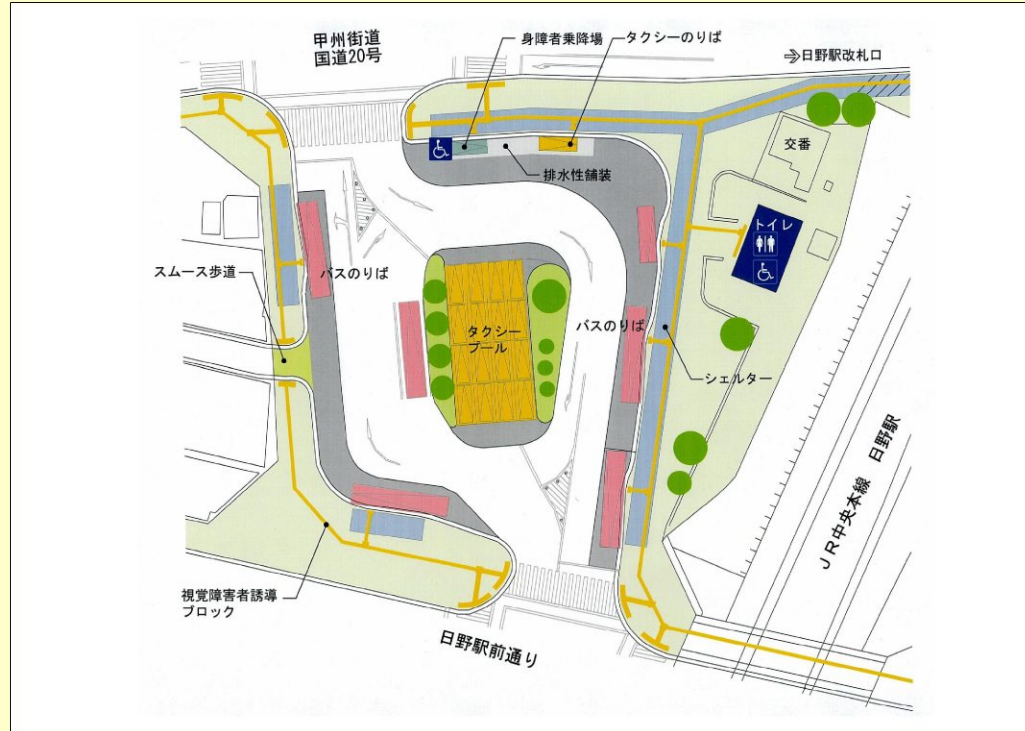 甲州街道
国道20号
身障者乗降場
タクシーのりば
⇒日野駅改札口
交番
排水性舗装
トイレ
スムース歩道
バスのりば
タクシー
プール
バスのりば
シェルター
JR中央本線 日野駅
視覚障害者誘導
ブロック
日野駅前通り